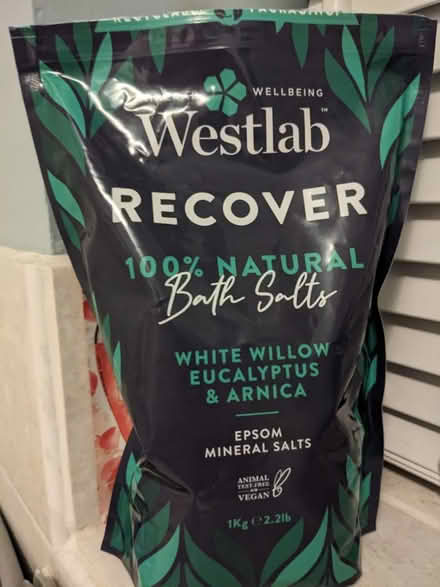 WELLBEING
Westlab™
RECOVER
100% NATURAL
Bath Salts
WHITE WILLOW
EUCALYPTUS
& ARNICA
EPSOM
MINERAL SALTS
ANIMAL
TEST FREE
VEGAN
1Kg ℮ 2.2lb